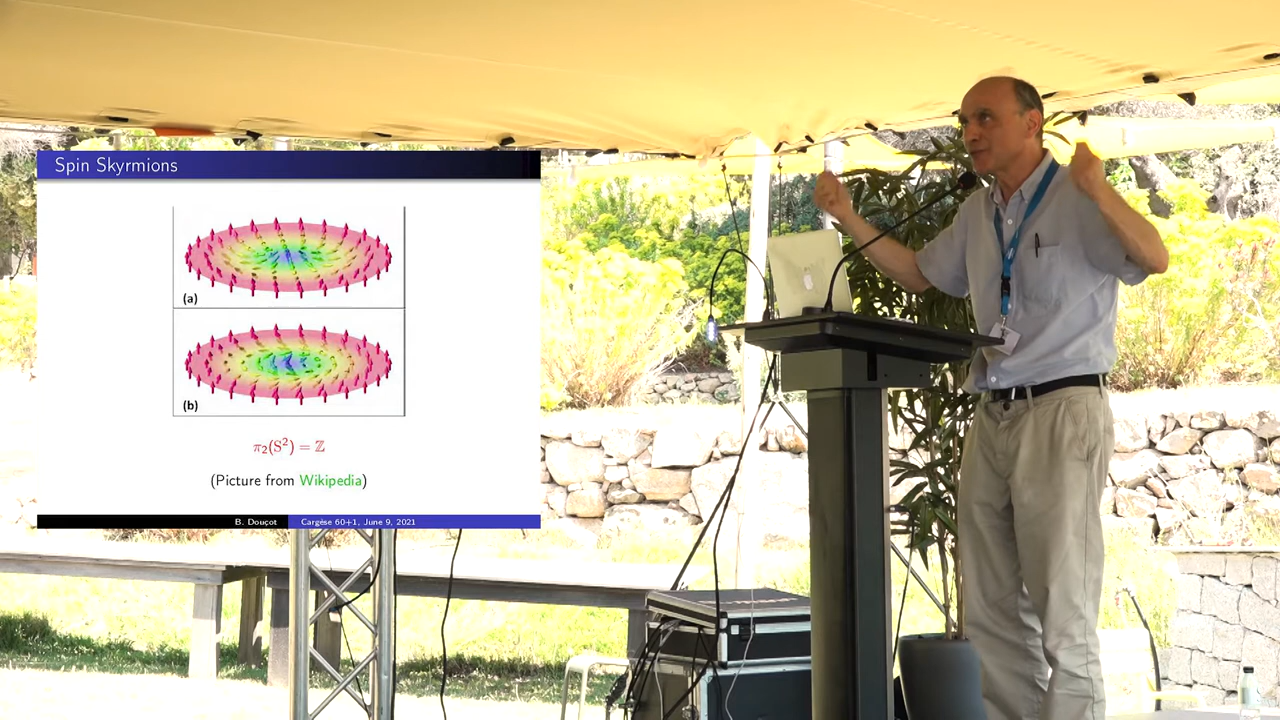 Spin Skyrmions
(a)
(b)
π₂(S²) = ℤ
(Picture from Wikipedia)
B. Douçot Cargèse 60+1, June 9, 2021